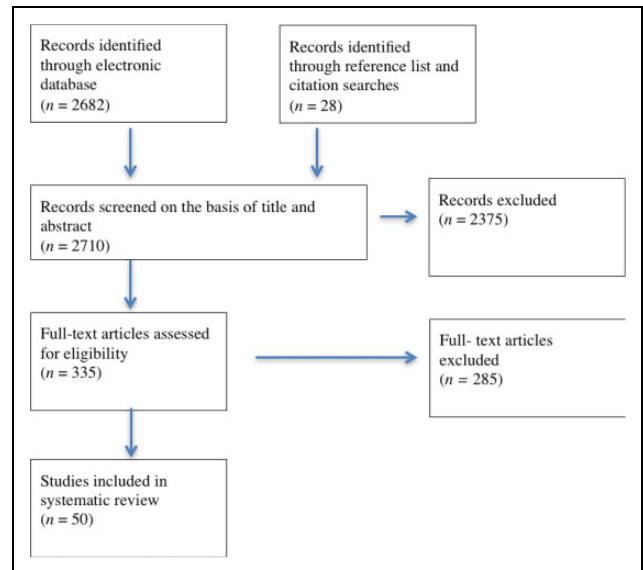 Records identified
through electronic
database
(n = 2682)
Records identified
through reference list and
citation searches
(n = 28)
Records screened on the basis of title and
abstract
(n = 2710)
Records excluded
(n = 2375)
Full-text articles assessed
for eligibility
(n = 335)
Full- text articles
excluded
(n = 285)
Studies included in
systematic review
(n = 50)